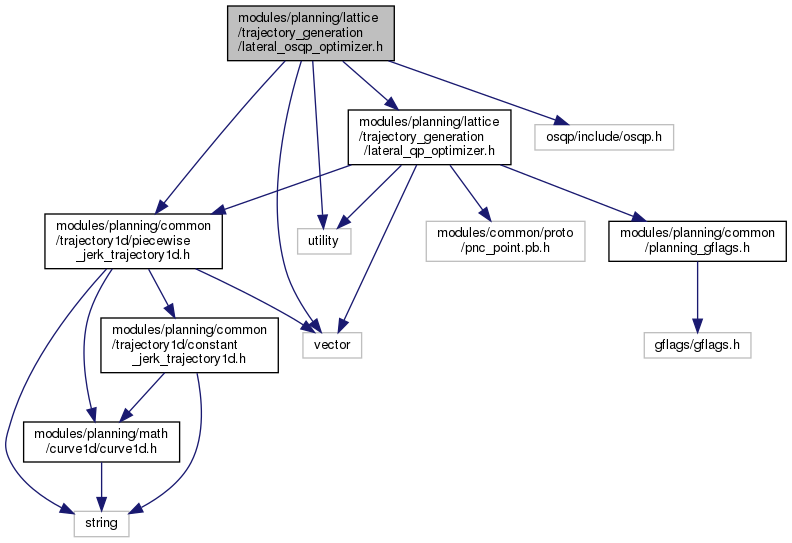 modules/planning/lattice
/trajectory_generation
/lateral_osqp_optimizer.h
modules/planning/lattice
/trajectory_generation
/lateral_qp_optimizer.h
osqp/include/osqp.h
modules/planning/common
/trajectory1d/piecewise
_jerk_trajectory1d.h
utility
modules/common/proto
/pnc_point.pb.h
modules/planning/common
/planning_gflags.h
modules/planning/common
/trajectory1d/constant
_jerk_trajectory1d.h
vector
gflags/gflags.h
modules/planning/math
/curve1d/curve1d.h
string